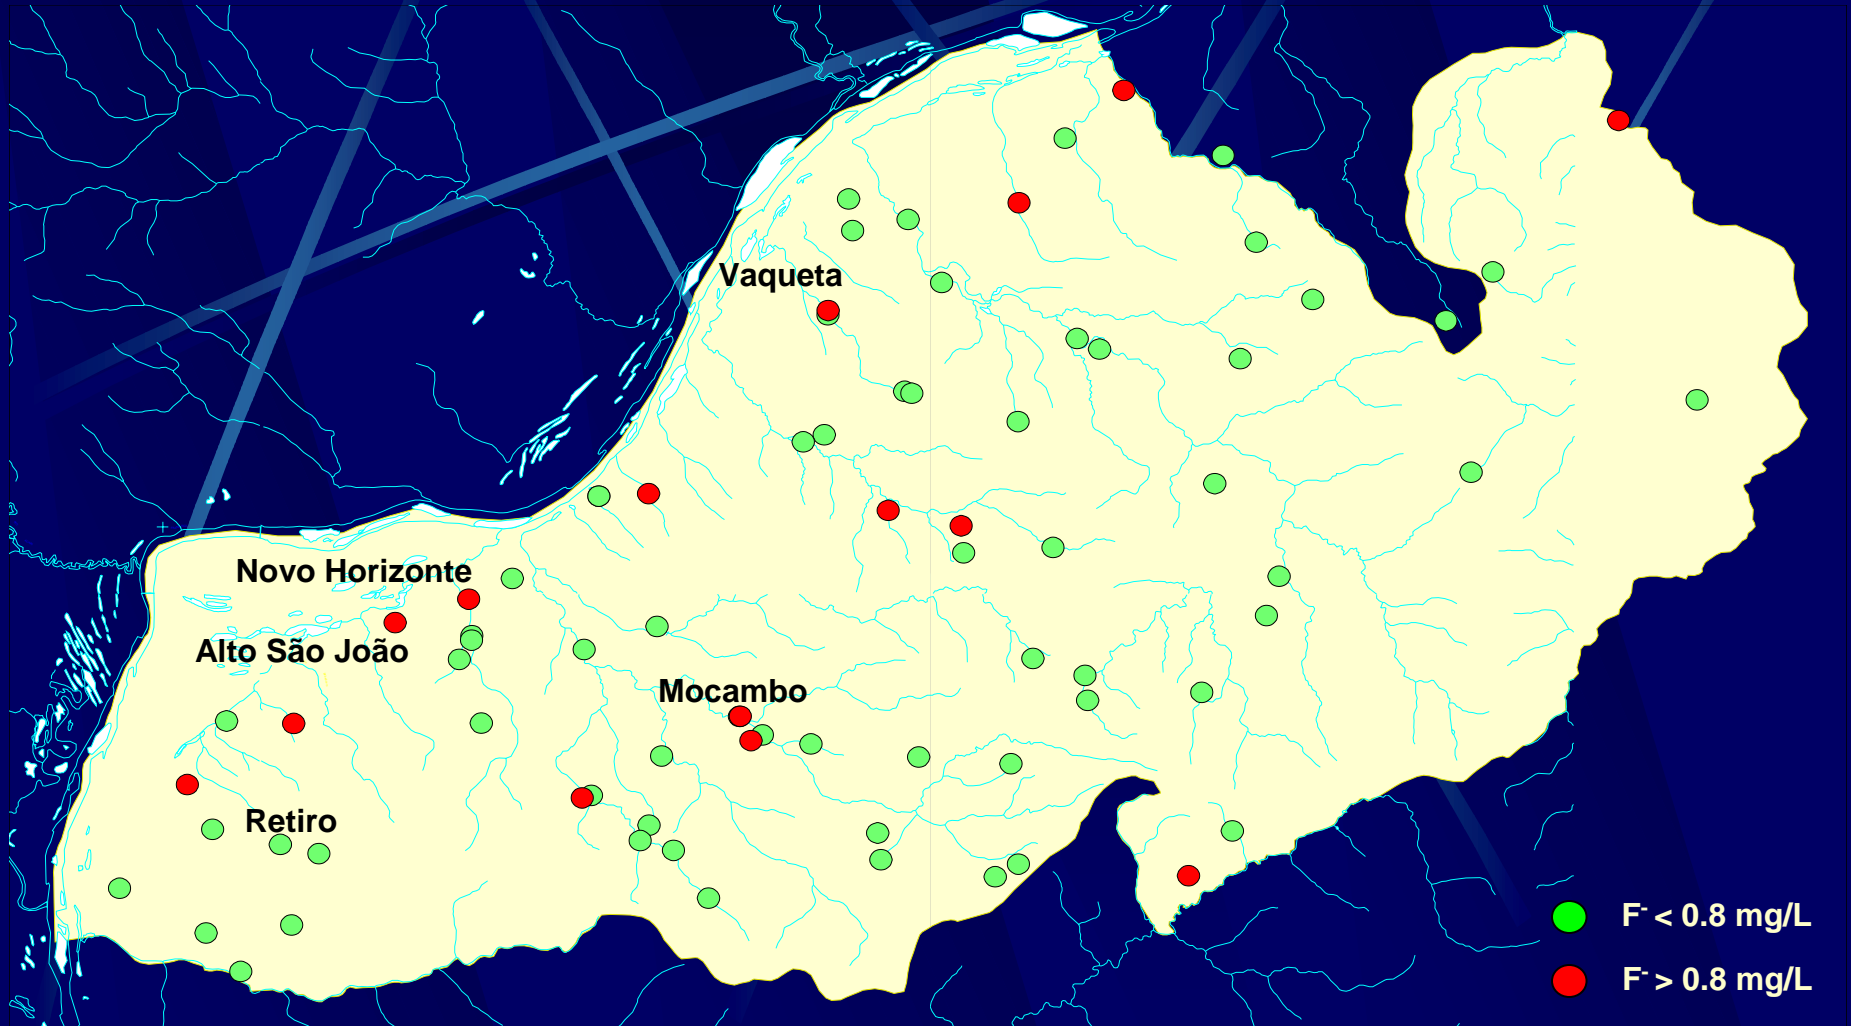 Vaqueta
Novo Horizonte
Alto São João
Mocambo
Retiro
F⁻ < 0.8 mg/L
F⁻ > 0.8 mg/L